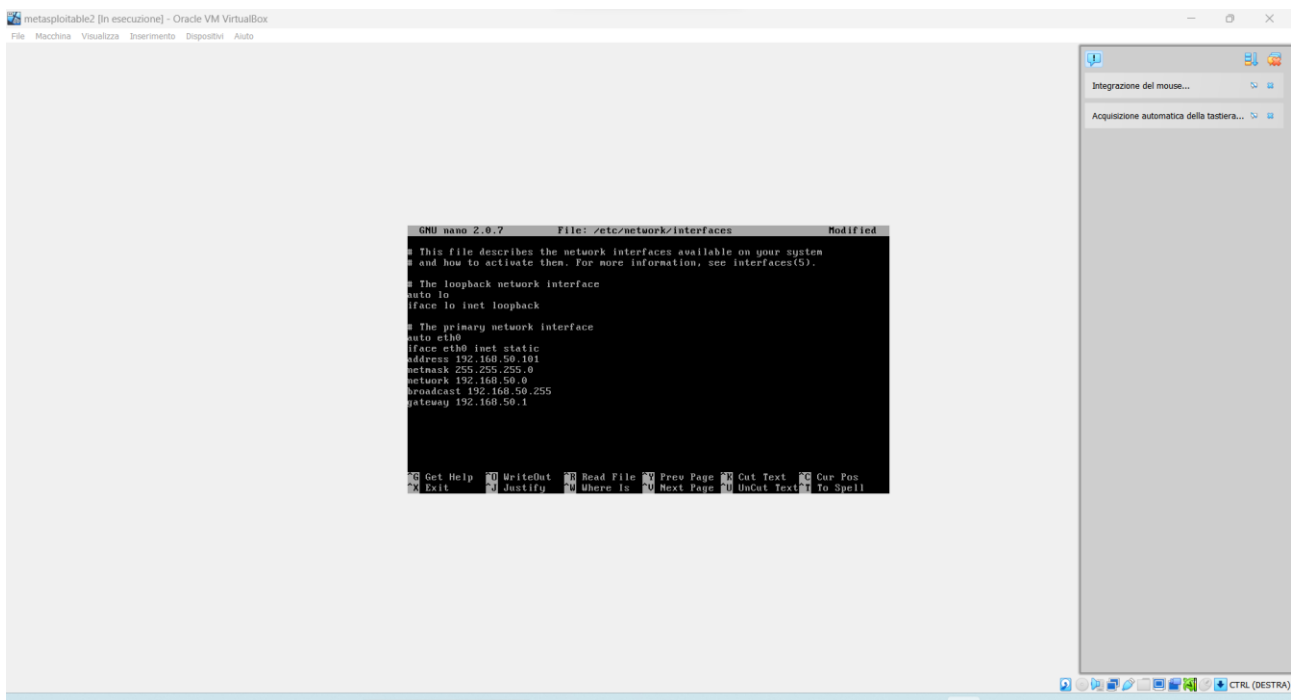 metasploitable2 [In esecuzione] - Oracle VM VirtualBox
File Macchina Visualizza Inserimento Dispositivi Aiuto
Integrazione del mouse...
Acquisizione automatica della tastiera...
GNU nano 2.0.7 File: /etc/network/interfaces Modified
# This file describes the network interfaces available on your system
# and how to activate them. For more information, see interfaces(5).
# The loopback network interface
auto lo
iface lo inet loopback
# The primary network interface
auto eth0
iface eth0 inet static
address 192.168.50.101
netmask 255.255.255.0
network 192.168.50.0
broadcast 192.168.50.255
gateway 192.168.50.1
^G Get Help ^O WriteOut ^R Read File ^Y Prev Page ^K Cut Text ^C Cur Pos
^X Exit ^J Justify ^W Where Is ^V Next Page ^U UnCut Text ^T To Spell
CTRL (DESTRA)